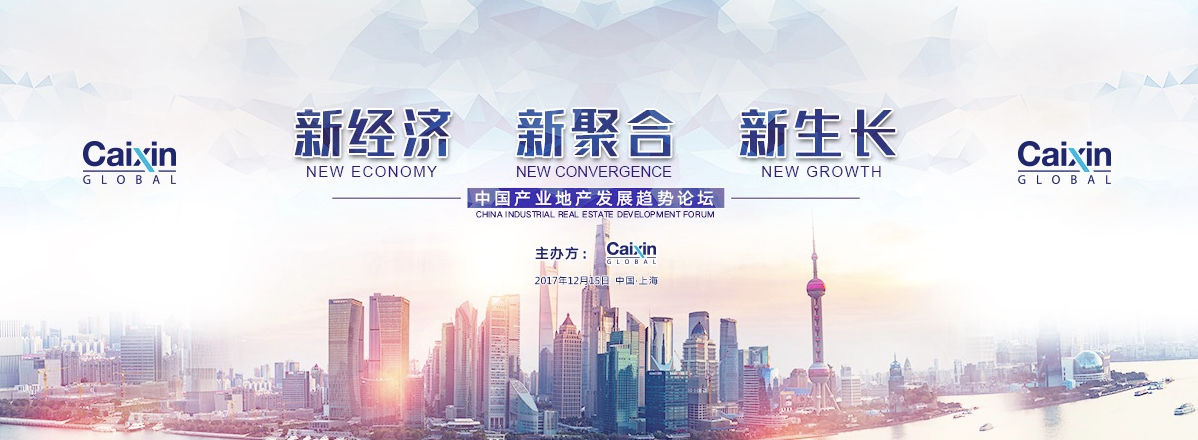 新经济 新聚合 新生长
NEW ECONOMY NEW CONVERGENCE NEW GROWTH
Caixin
GLOBAL
Caixin
GLOBAL
中国产业地产发展趋势论坛
CHINA INDUSTRIAL REAL ESTATE DEVELOPMENT FORUM
主办方： Caixin
GLOBAL
2017年12月15日 中国·上海